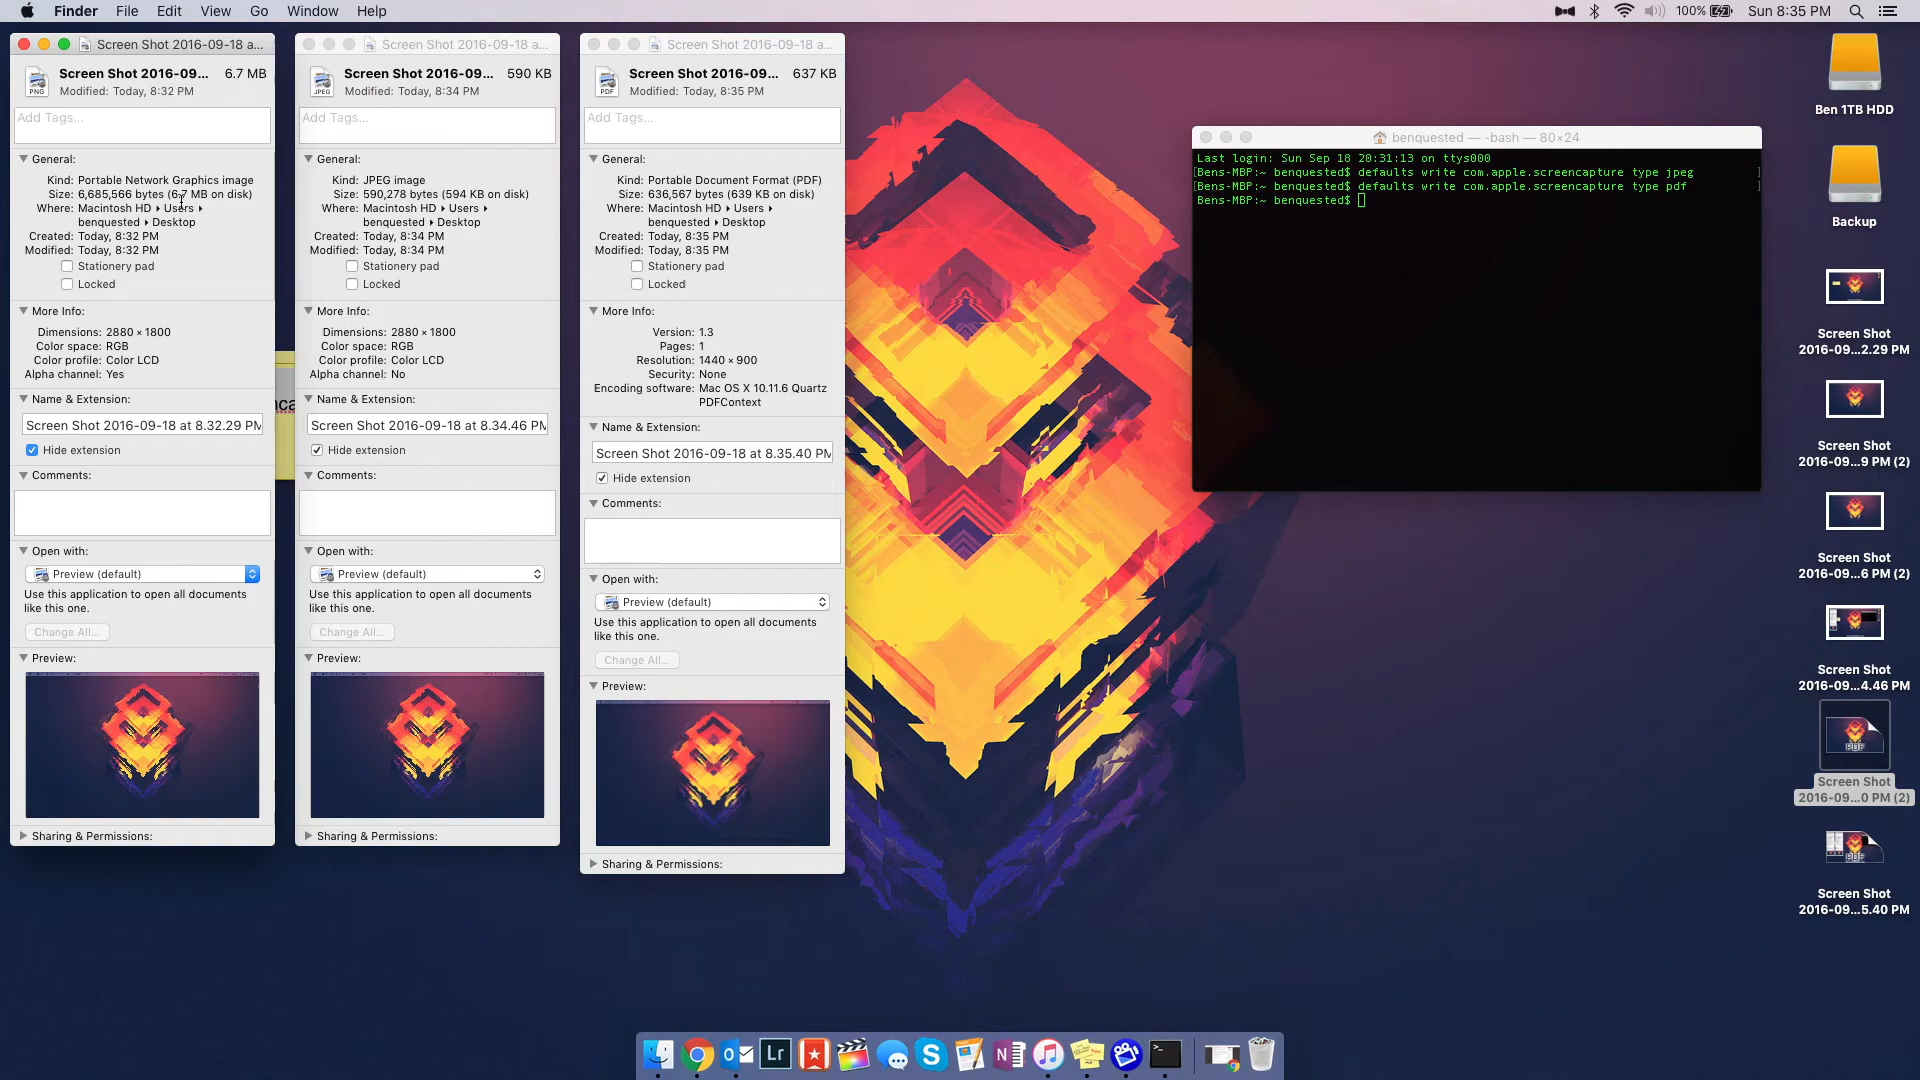 Finder File Edit View Go Window Help
100% Sun 8:35 PM
Screen Shot 2016-09-18 a...
Screen Shot 2016-09... 6.7 MB
Modified: Today, 8:32 PM
PNG
Add Tags...
General:
Kind: Portable Network Graphics image
Size: 6,685,566 bytes (6.7 MB on disk)
Where: Macintosh HD ▸ Users ▸
benquested ▸ Desktop
Created: Today, 8:32 PM
Modified: Today, 8:32 PM
Stationery pad
Locked
More Info:
Dimensions: 2880 × 1800
Color space: RGB
Color profile: Color LCD
Alpha channel: Yes
Name & Extension:
Screen Shot 2016-09-18 at 8.32.29 PM
Hide extension
Comments:
Open with:
Preview (default)
Use this application to open all documents
like this one.
Change All...
Preview:
Sharing & Permissions:
Screen Shot 2016-09-18 a...
Screen Shot 2016-09... 590 KB
Modified: Today, 8:34 PM
JPEG
Add Tags...
General:
Kind: JPEG image
Size: 590,278 bytes (594 KB on disk)
Where: Macintosh HD ▸ Users ▸
benquested ▸ Desktop
Created: Today, 8:34 PM
Modified: Today, 8:34 PM
Stationery pad
Locked
More Info:
Dimensions: 2880 × 1800
Color space: RGB
Color profile: Color LCD
Alpha channel: No
Name & Extension:
Screen Shot 2016-09-18 at 8.34.46 PM
Hide extension
Comments:
Open with:
Preview (default)
Use this application to open all documents
like this one.
Change All...
Preview:
Sharing & Permissions:
Screen Shot 2016-09-18 a...
Screen Shot 2016-09... 637 KB
Modified: Today, 8:35 PM
PDF
Add Tags...
General:
Kind: Portable Document Format (PDF)
Size: 636,567 bytes (639 KB on disk)
Where: Macintosh HD ▸ Users ▸
benquested ▸ Desktop
Created: Today, 8:35 PM
Modified: Today, 8:35 PM
Stationery pad
Locked
More Info:
Version: 1.3
Pages: 1
Resolution: 1440 × 900
Security: None
Encoding software: Mac OS X 10.11.6 Quartz
PDFContext
Name & Extension:
Screen Shot 2016-09-18 at 8.35.40 PM
Hide extension
Comments:
Open with:
Preview (default)
Use this application to open all documents
like this one.
Change All...
Preview:
Sharing & Permissions:
nca
benquested — -bash — 80×24
Last login: Sun Sep 18 20:31:13 on ttys000
[Bens-MBP:~ benquested$ defaults write com.apple.screencapture type jpeg ]
[Bens-MBP:~ benquested$ defaults write com.apple.screencapture type pdf ]
Bens-MBP:~ benquested$
Ben 1TB HDD
Backup
Screen Shot
2016-09...2.29 PM
Screen Shot
2016-09...9 PM (2)
Screen Shot
2016-09...6 PM (2)
Screen Shot
2016-09...4.46 PM
PDF
Screen Shot
2016-09...0 PM (2)
PDF
Screen Shot
2016-09...5.40 PM
Lr
N
S
>_